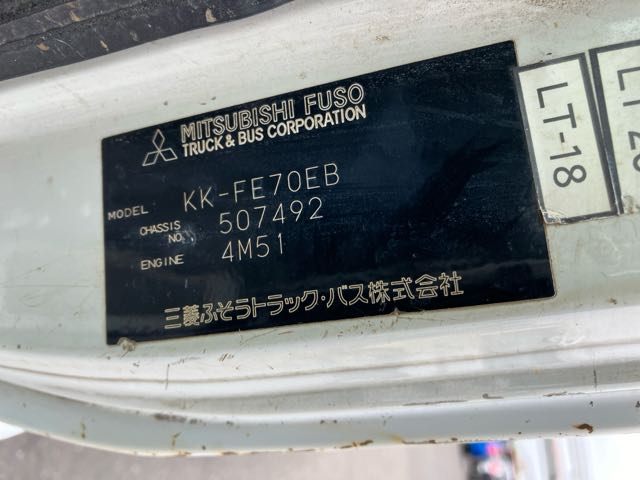 MITSUBISHI FUSO
TRUCK & BUS CORPORATION
MODEL KK-FE70EB
CHASSIS NO. 507492
ENGINE 4M51
三菱ふそうトラック・バス株式会社
LT-18